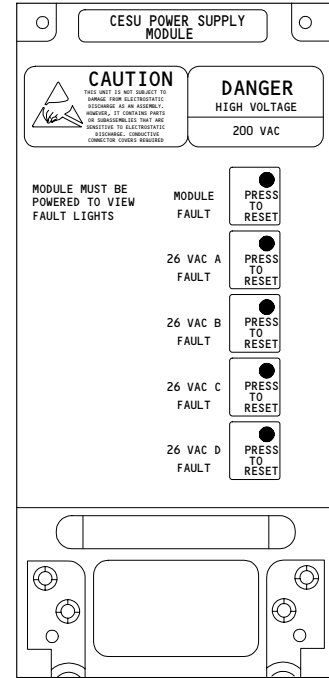 CESU POWER SUPPLY
MODULE
CAUTION
THIS UNIT IS NOT SUBJECT TO
DAMAGE FROM ELECTROSTATIC
DISCHARGE AS AN ASSEMBLY.
HOWEVER, IT CONTAINS PARTS
OR SUBASSEMBLIES THAT ARE
SENSITIVE TO ELECTROSTATIC
DISCHARGE. CONDUCTIVE
CONNECTOR COVERS REQUIRED
DANGER
HIGH VOLTAGE
200 VAC
MODULE MUST BE
POWERED TO VIEW
FAULT LIGHTS
MODULE
FAULT
PRESS
TO
RESET
26 VAC A
FAULT
PRESS
TO
RESET
26 VAC B
FAULT
PRESS
TO
RESET
26 VAC C
FAULT
PRESS
TO
RESET
26 VAC D
FAULT
PRESS
TO
RESET